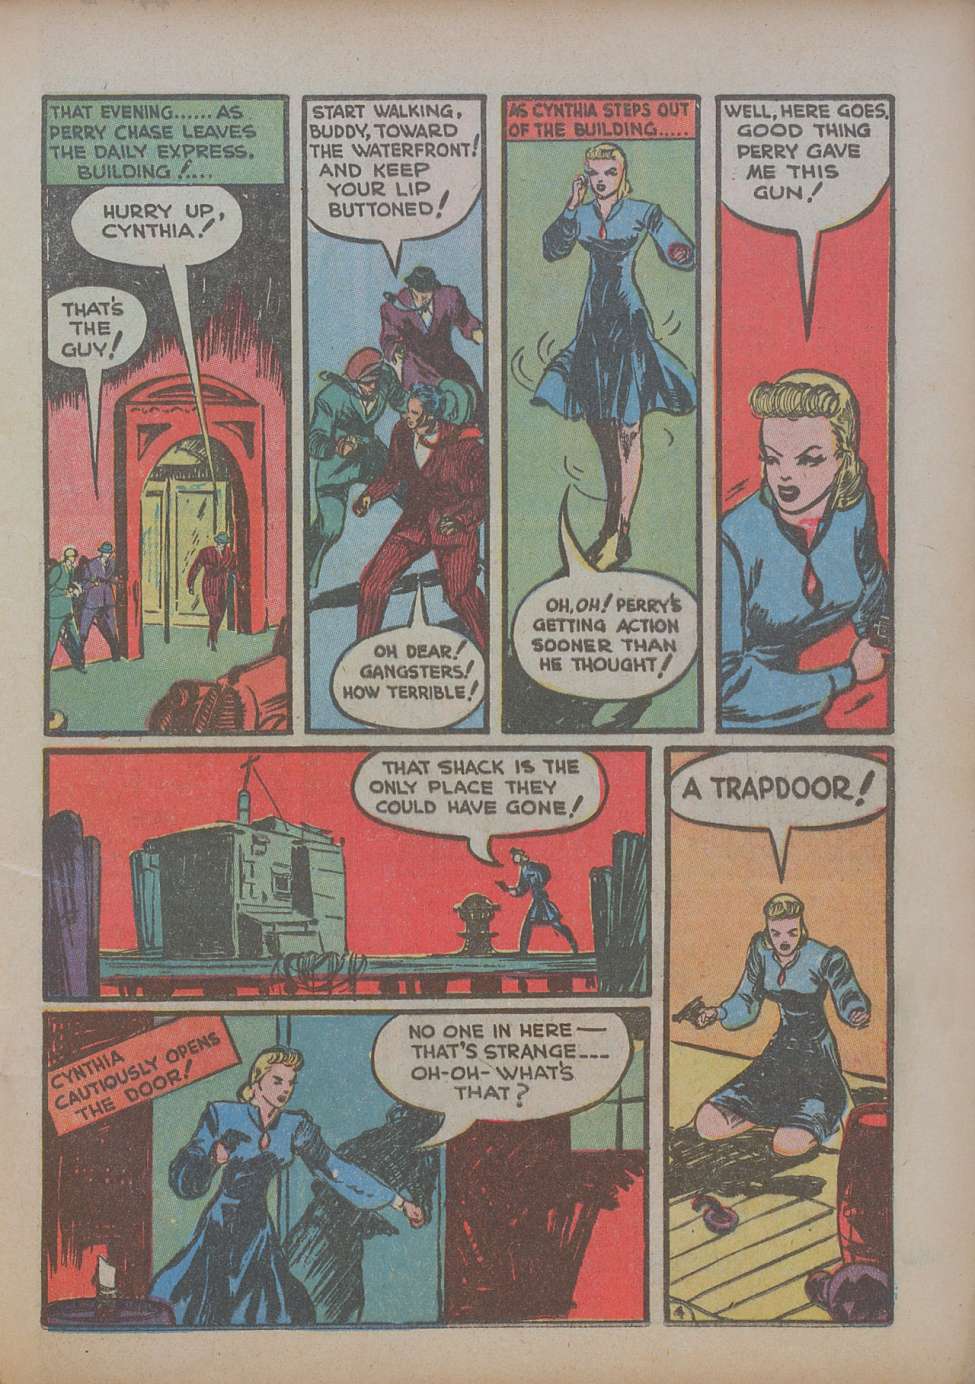 THAT EVENING...... AS
PERRY CHASE LEAVES
THE DAILY EXPRESS.
BUILDING!....
HURRY UP,
CYNTHIA!
THAT'S
THE
GUY!
START WALKING,
BUDDY, TOWARD
THE WATERFRONT!
AND KEEP
YOUR LIP
BUTTONED!
OH DEAR!
GANGSTERS!
HOW TERRIBLE!
AS CYNTHIA STEPS OUT
OF THE BUILDING.....
OH, OH! PERRY'S
GETTING ACTION
SOONER THAN
HE THOUGHT!
WELL, HERE GOES.
GOOD THING
PERRY GAVE
ME THIS
GUN!
THAT SHACK IS THE
ONLY PLACE THEY
COULD HAVE GONE!
CYNTHIA
CAUTIOUSLY OPENS
THE DOOR!
NO ONE IN HERE —
THAT'S STRANGE---
OH-OH-WHAT'S
THAT?
A TRAPDOOR!
4